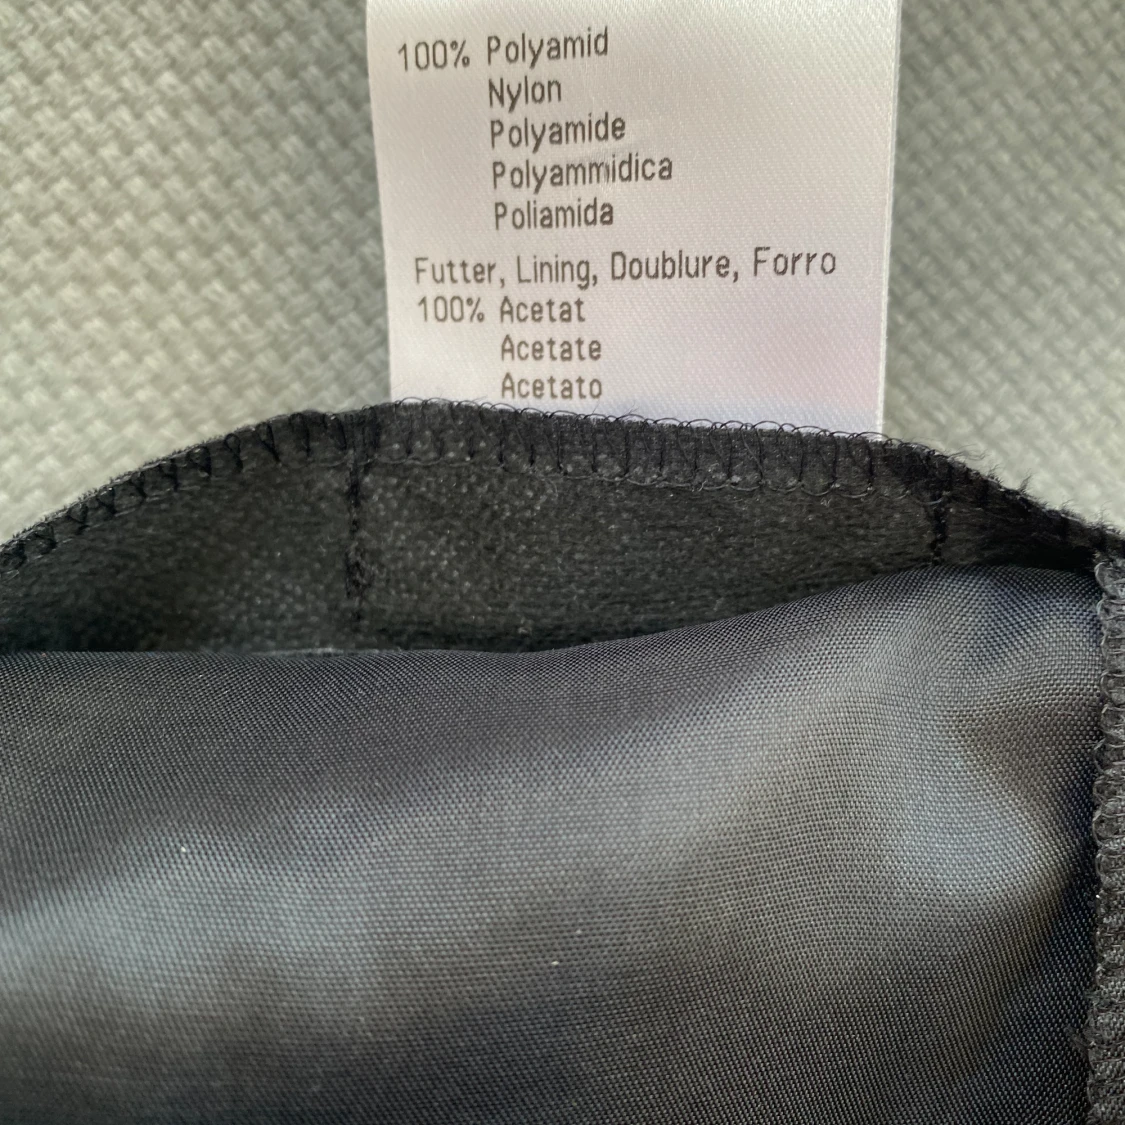 100% Polyamid
Nylon
Polyamide
Polyammidica
Poliamida
Futter, Lining, Doublure, Forro
100% Acetat
Acetate
Acetato